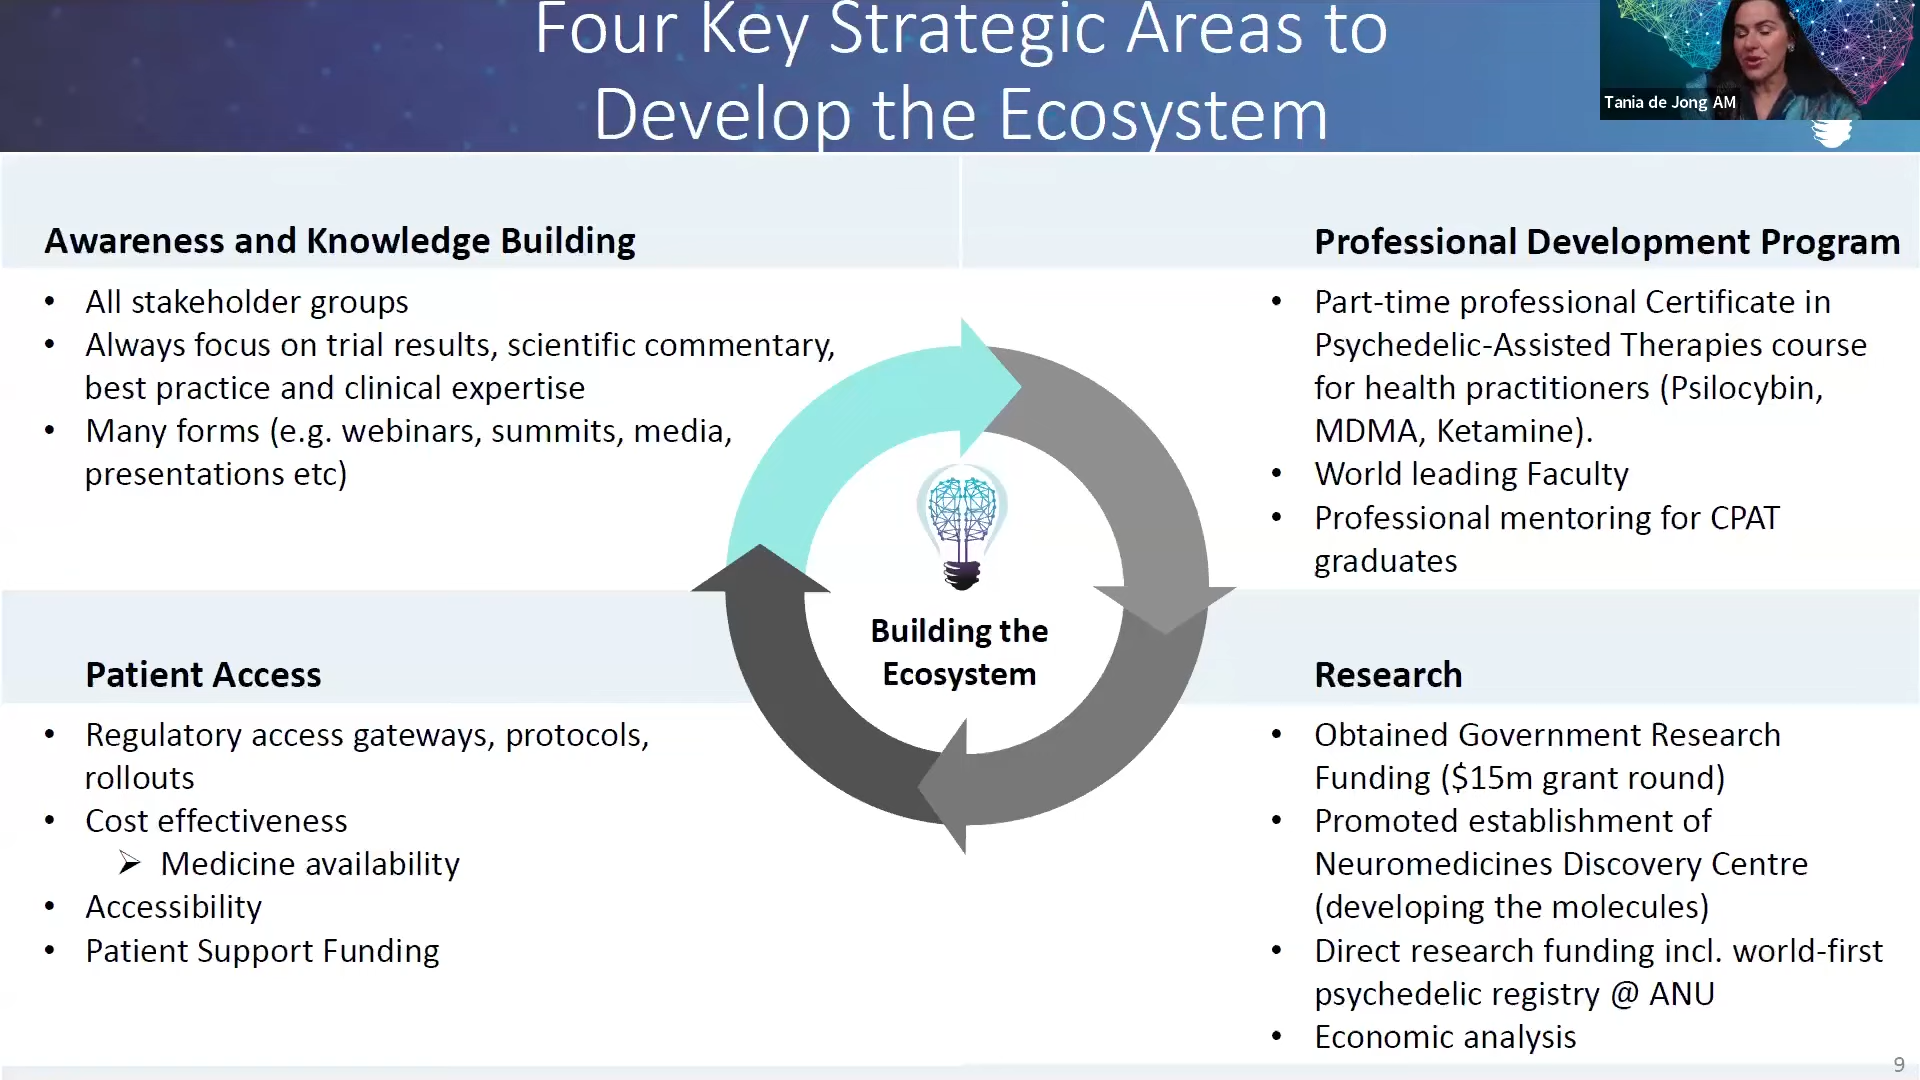 Four Key Strategic Areas to
Develop the Ecosystem
Tania de Jong AM
Awareness and Knowledge Building
• All stakeholder groups
• Always focus on trial results, scientific commentary,
best practice and clinical expertise
• Many forms (e.g. webinars, summits, media,
presentations etc)
Professional Development Program
• Part-time professional Certificate in
Psychedelic-Assisted Therapies course
for health practitioners (Psilocybin,
MDMA, Ketamine).
• World leading Faculty
• Professional mentoring for CPAT
graduates
Building the
Ecosystem
Patient Access
• Regulatory access gateways, protocols,
rollouts
• Cost effectiveness
➢ Medicine availability
• Accessibility
• Patient Support Funding
Research
• Obtained Government Research
Funding ($15m grant round)
• Promoted establishment of
Neuromedicines Discovery Centre
(developing the molecules)
• Direct research funding incl. world-first
psychedelic registry @ ANU
• Economic analysis
9